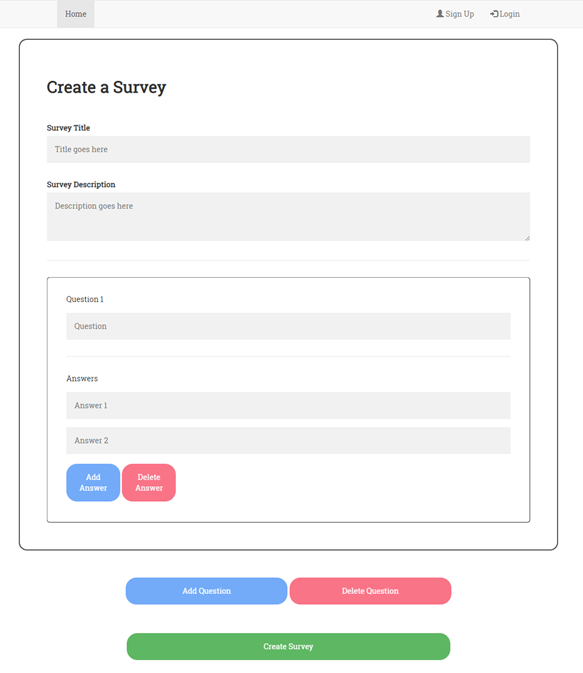 Home
Sign Up
Login
Create a Survey
Survey Title
Title goes here
Survey Description
Description goes here
Question 1
Question
Answers
Answer 1
Answer 2
Add
Answer
Delete
Answer
Add Question
Delete Question
Create Survey